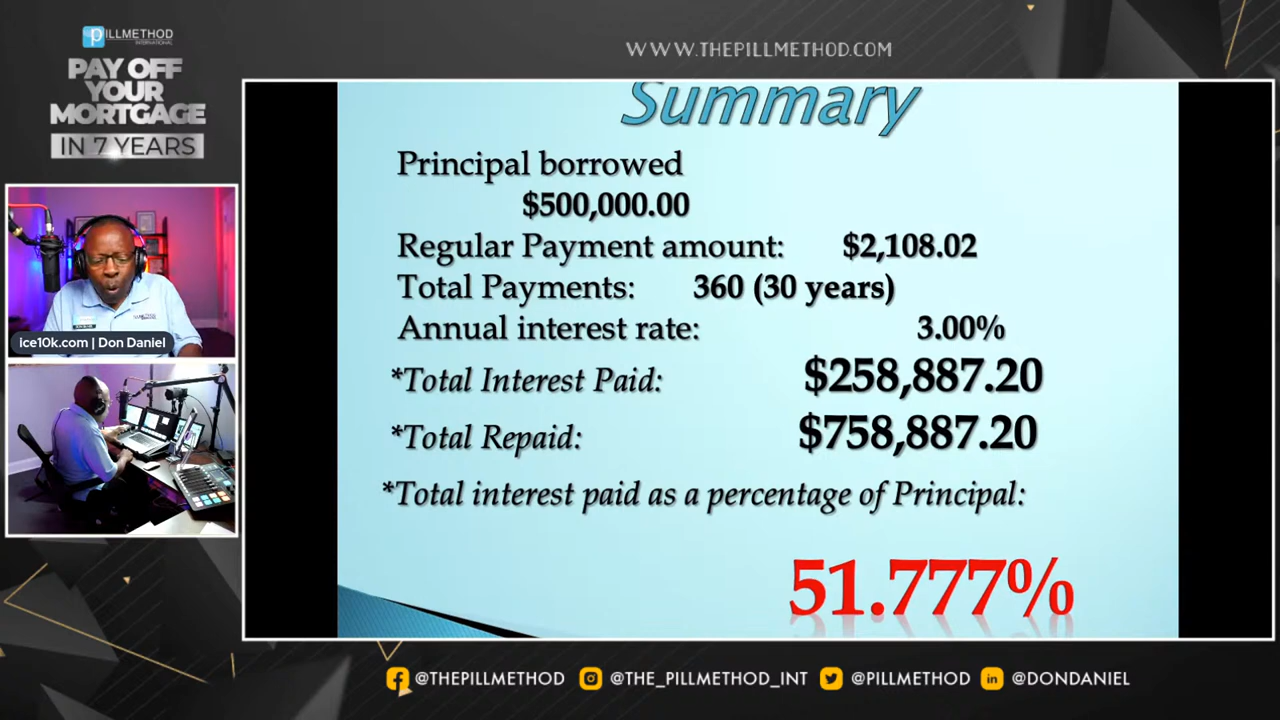 PILLMETHOD
INTERNATIONAL
PAY OFF
YOUR
MORTGAGE
IN 7 YEARS
WWW.THEPILLMETHOD.COM
Summary
Principal borrowed
$500,000.00
Regular Payment amount: $2,108.02
Total Payments: 360 (30 years)
Annual interest rate: 3.00%
*Total Interest Paid: $258,887.20
*Total Repaid: $758,887.20
*Total interest paid as a percentage of Principal:
51.777%
ice10k.com | Don Daniel
@THEPILLMETHOD
@THE_PILLMETHOD_INT
@PILLMETHOD
@DONDANIEL